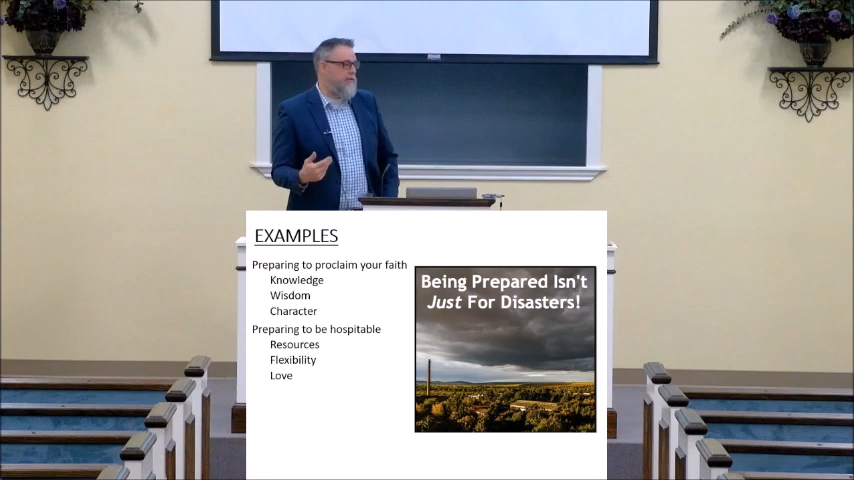 EXAMPLES
Preparing to proclaim your faith
Knowledge
Wisdom
Character
Preparing to be hospitable
Resources
Flexibility
Love
Being Prepared Isn't
Just For Disasters!